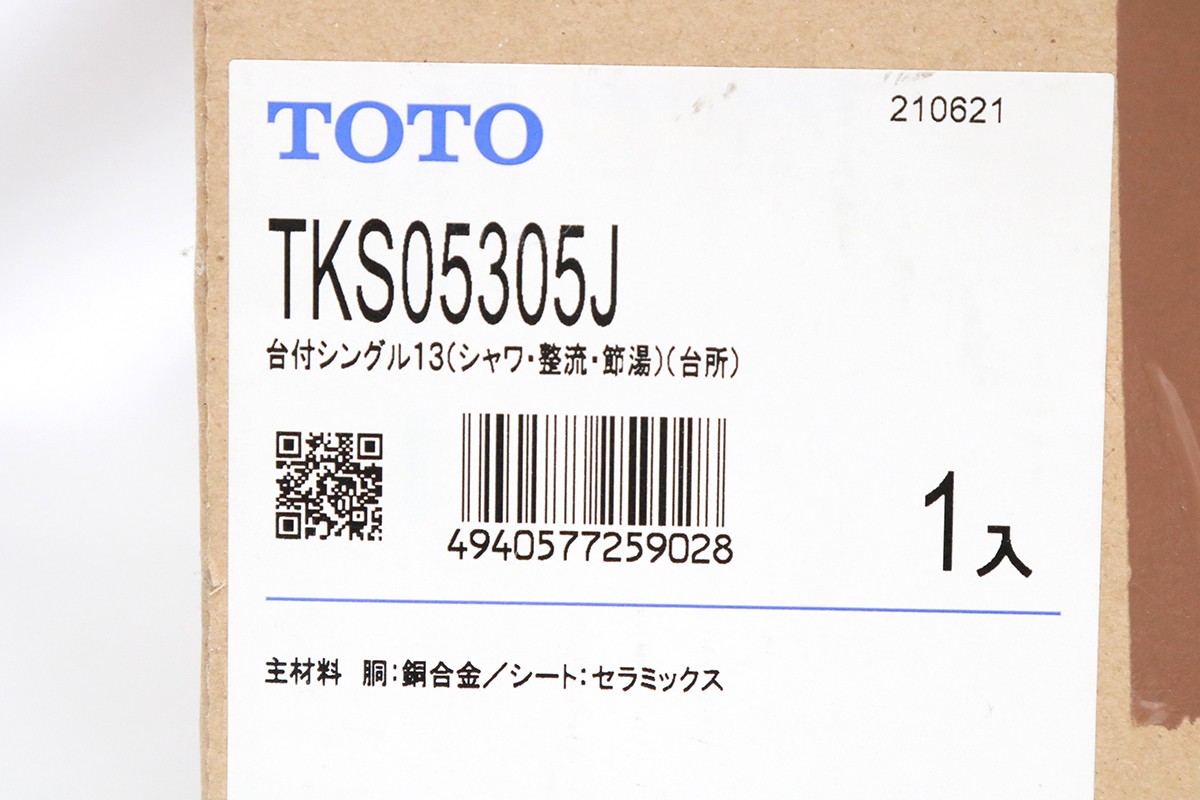 TOTO
210621
TKS05305J
台付シングル13(シャワ・整流・節湯)(台所)
4940577259028
1入
主材料 胴:銅合金/シート:セラミックス